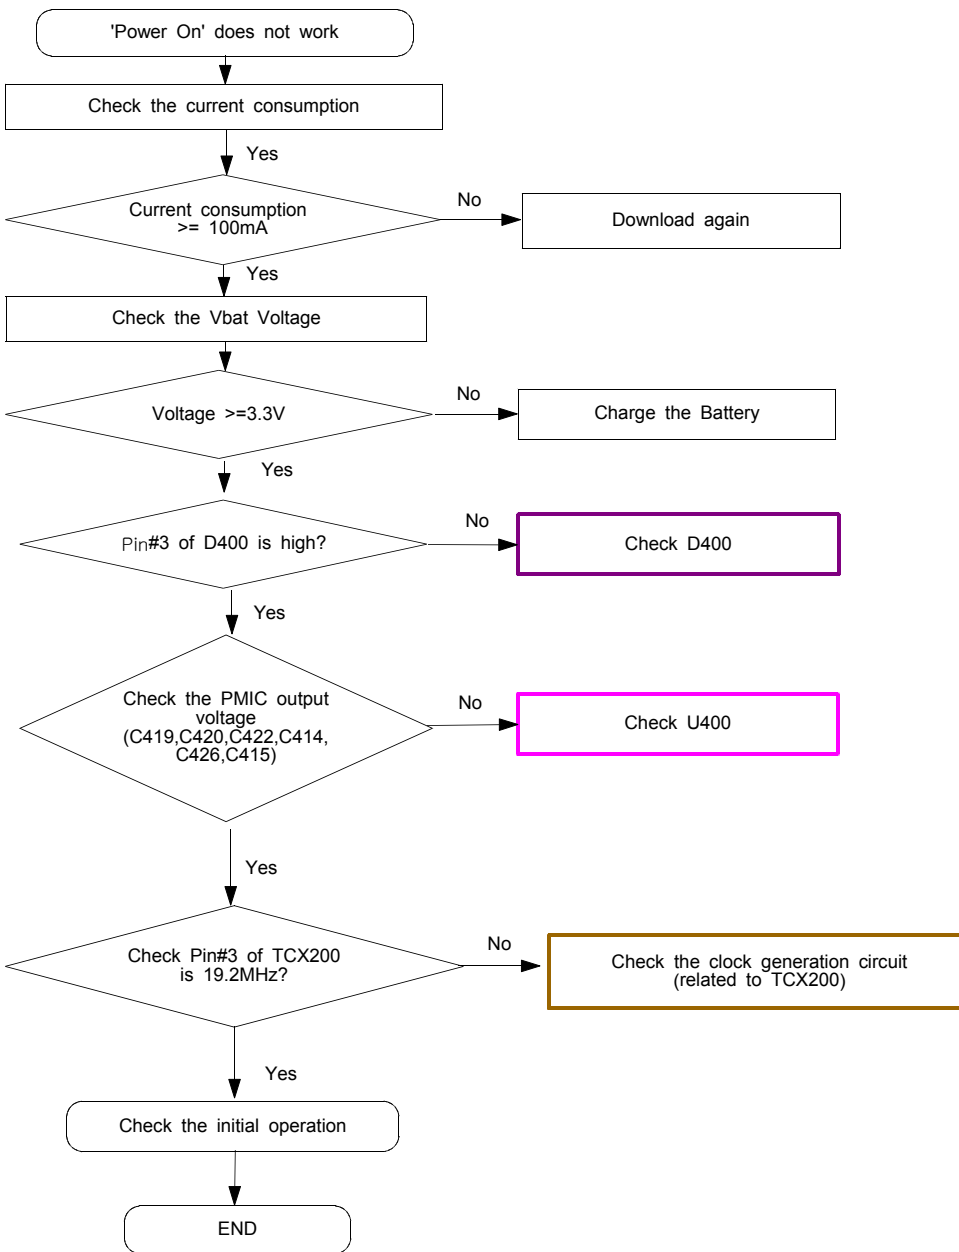 'Power On' does not work
Check the current consumption
Yes
Current consumption
>= 100mA
No
Download again
Yes
Check the Vbat Voltage
Voltage >=3.3V
No
Charge the Battery
Yes
Pin#3 of D400 is high?
No
Check D400
Yes
Check the PMIC output
voltage
(C419,C420,C422,C414,
C426,C415)
No
Check U400
Yes
Check Pin#3 of TCX200
is 19.2MHz?
No
Check the clock generation circuit
(related to TCX200)
Yes
Check the initial operation
END